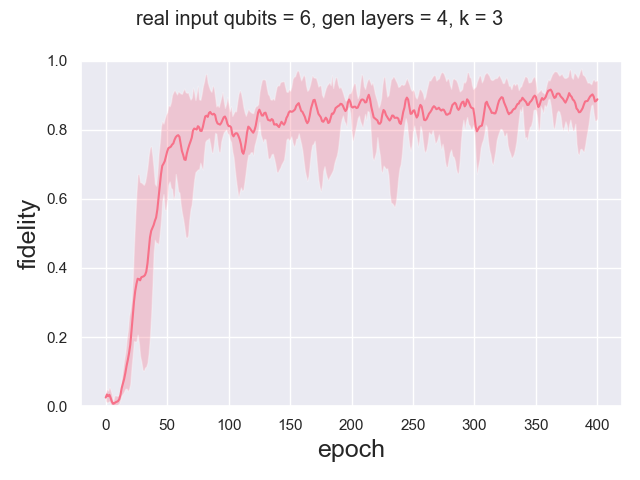 real input qubits = 6, gen layers = 4, k = 3
1.0
0.8
0.6
0.4
0.2
0.0
fidelity
0 50 100 150 200 250 300 350 400
epoch